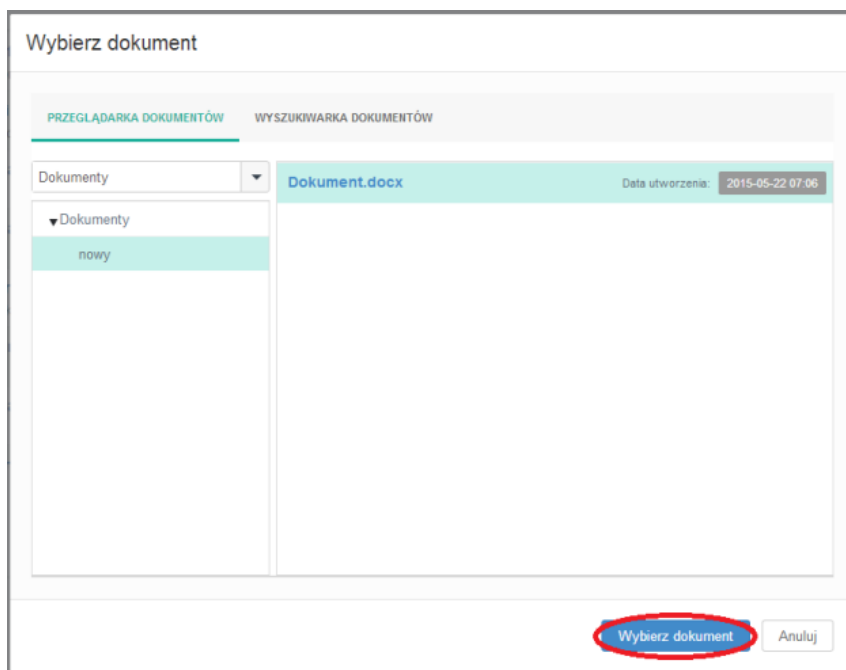 Wybierz dokument
PRZEGLĄDARKA DOKUMENTÓW WYSZUKIWARKA DOKUMENTÓW
Dokumenty
Dokument.docx Data utworzenia: 2015-05-22 07:06
Dokumenty
nowy
Wybierz dokument Anuluj